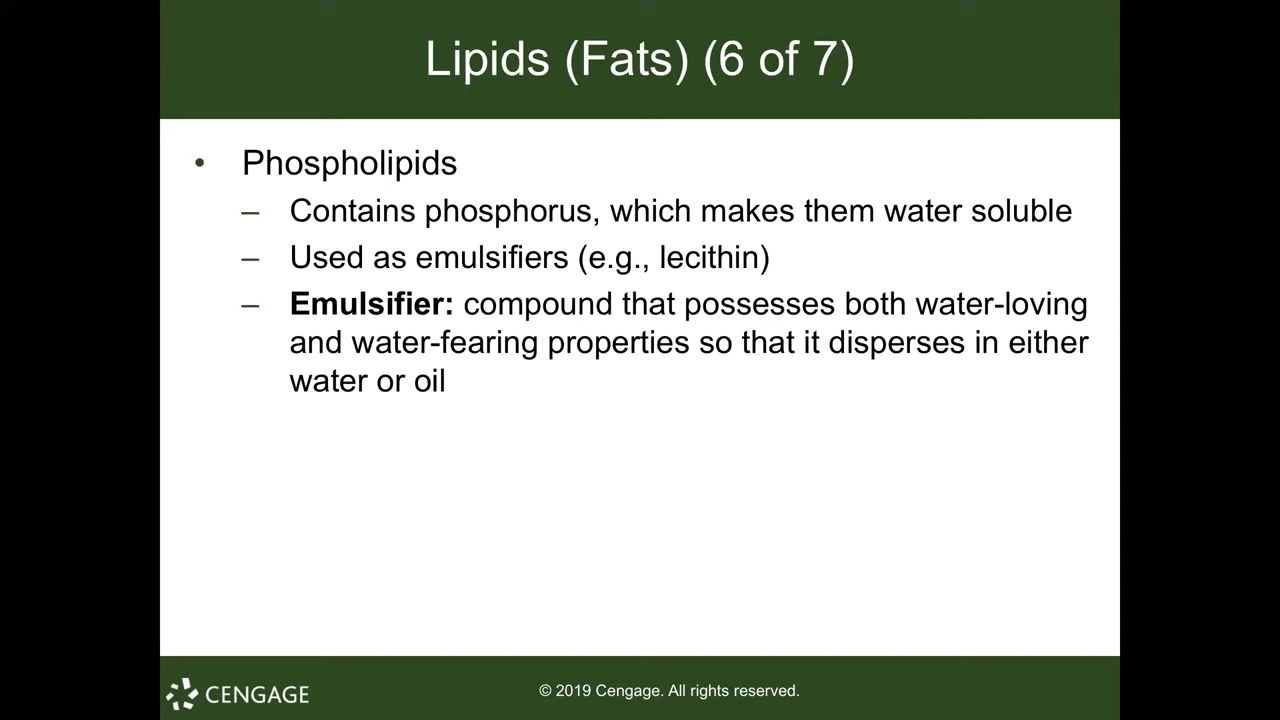 Lipids (Fats) (6 of 7)
• Phospholipids
– Contains phosphorus, which makes them water soluble
– Used as emulsifiers (e.g., lecithin)
– Emulsifier: compound that possesses both water-loving
and water-fearing properties so that it disperses in either
water or oil
CENGAGE
© 2019 Cengage. All rights reserved.